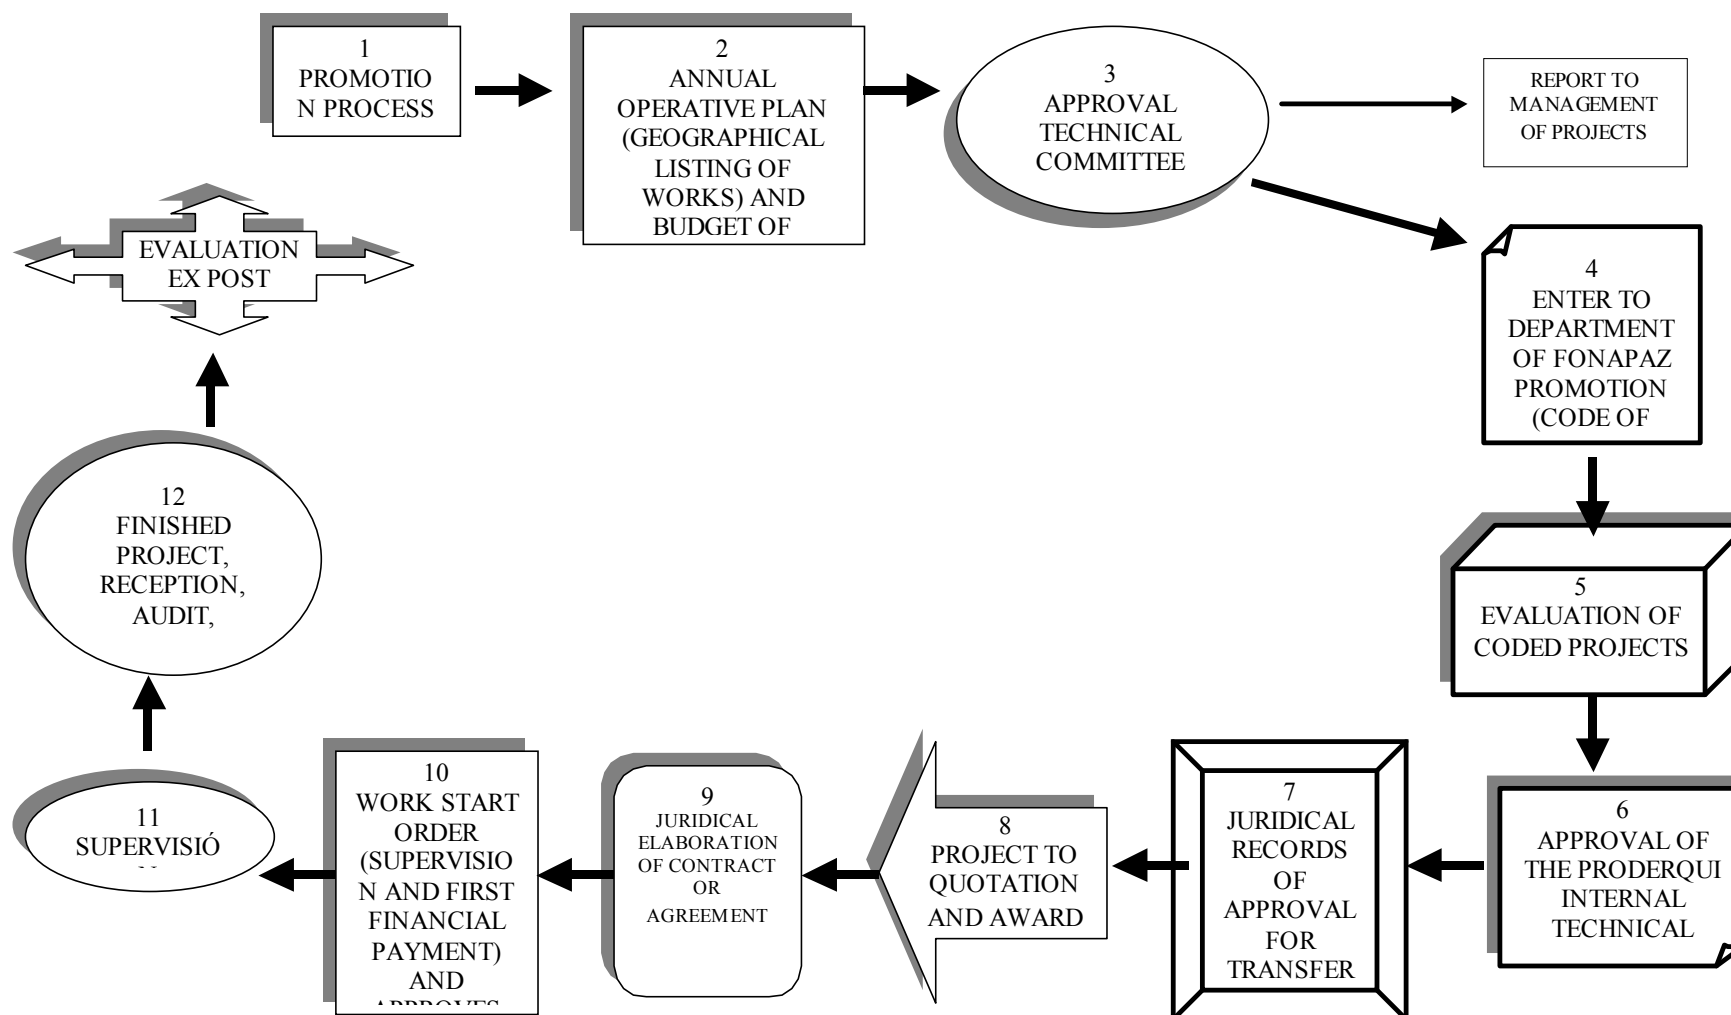 1
PROMOTIO
N PROCESS
2
ANNUAL
OPERATIVE PLAN
(GEOGRAPHICAL
LISTING OF
WORKS) AND
BUDGET OF
3
APPROVAL
TECHNICAL
COMMITTEE
REPORT TO
MANAGEMENT
OF PROJECTS
4
ENTER TO
DEPARTMENT
OF FONAPAZ
PROMOTION
(CODE OF
5
EVALUATION OF
CODED PROJECTS
6
APPROVAL OF
THE PRODERQUI
INTERNAL
TECHNICAL
7
JURIDICAL
RECORDS
OF
APPROVAL
FOR
TRANSFER
8
PROJECT TO
QUOTATION
AND AWARD
9
JURIDICAL
ELABORATION
OF CONTRACT
OR
AGREEMENT
10
WORK START
ORDER
(SUPERVISIO
N AND FIRST
FINANCIAL
PAYMENT)
AND
APPROVES
11
SUPERVISIÓ
N
12
FINISHED
PROJECT,
RECEPTION,
AUDIT,
EVALUATION
EX POST